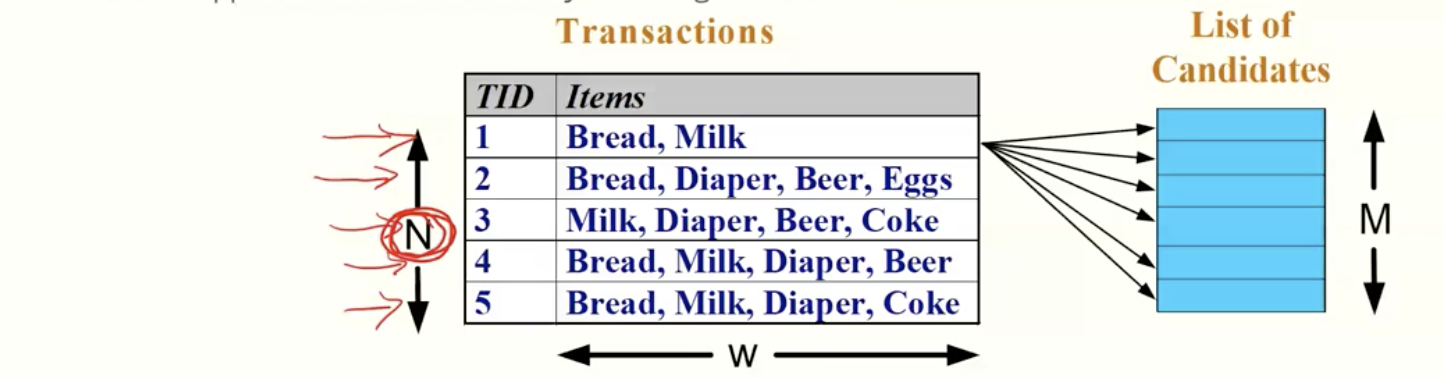 Transactions
List of
Candidates
TID Items
1 Bread, Milk
2 Bread, Diaper, Beer, Eggs
3 Milk, Diaper, Beer, Coke
4 Bread, Milk, Diaper, Beer
5 Bread, Milk, Diaper, Coke
N
M
W